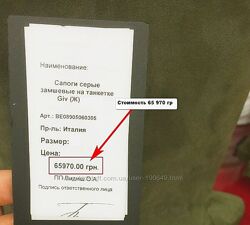 Наименование:
Сапоги серые
замшевые на танкетке
Giv (Ж)
Арт.: BE08905060305
Пр-ль: Италия
Размер:
Цена:
65970.00 грн.
Стоимость 65 970 гр
Подпись ответственного лица